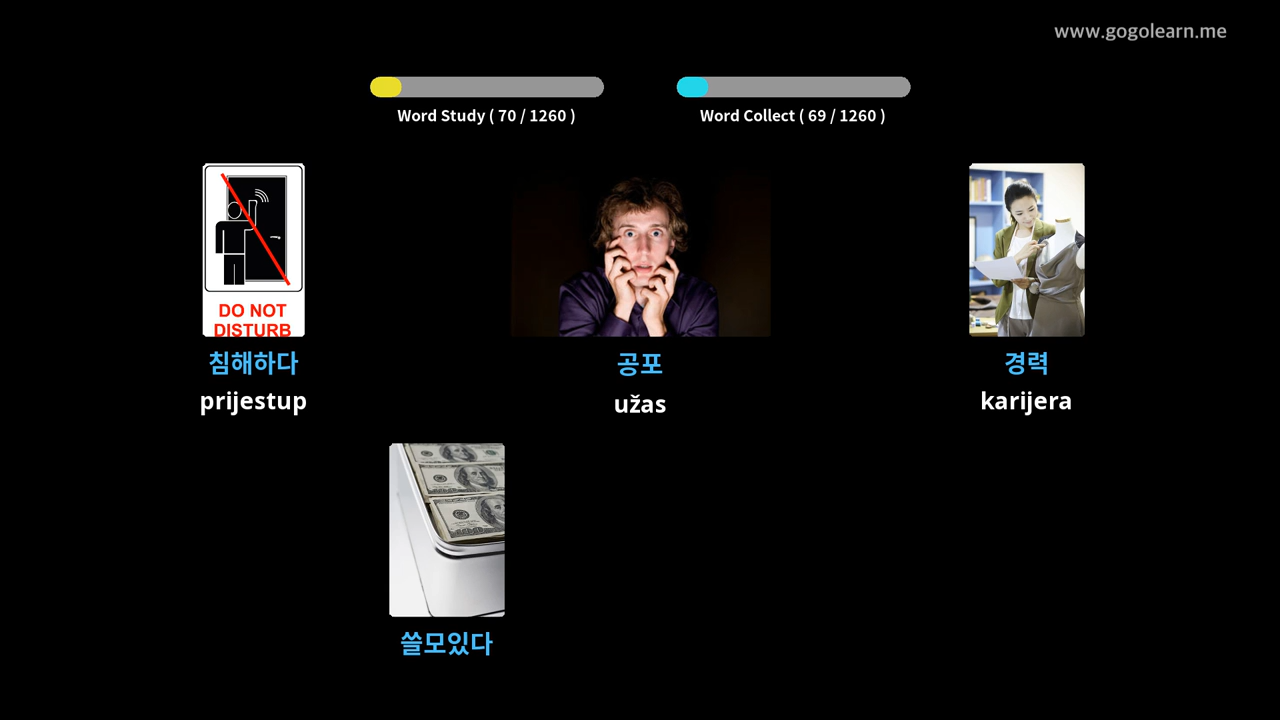 www.gogolearn.me
Word Study ( 70 / 1260 )
Word Collect ( 69 / 1260 )
DO NOT
DISTURB
침해하다
공포
경력
prijestup
užas
karijera
쓸모있다